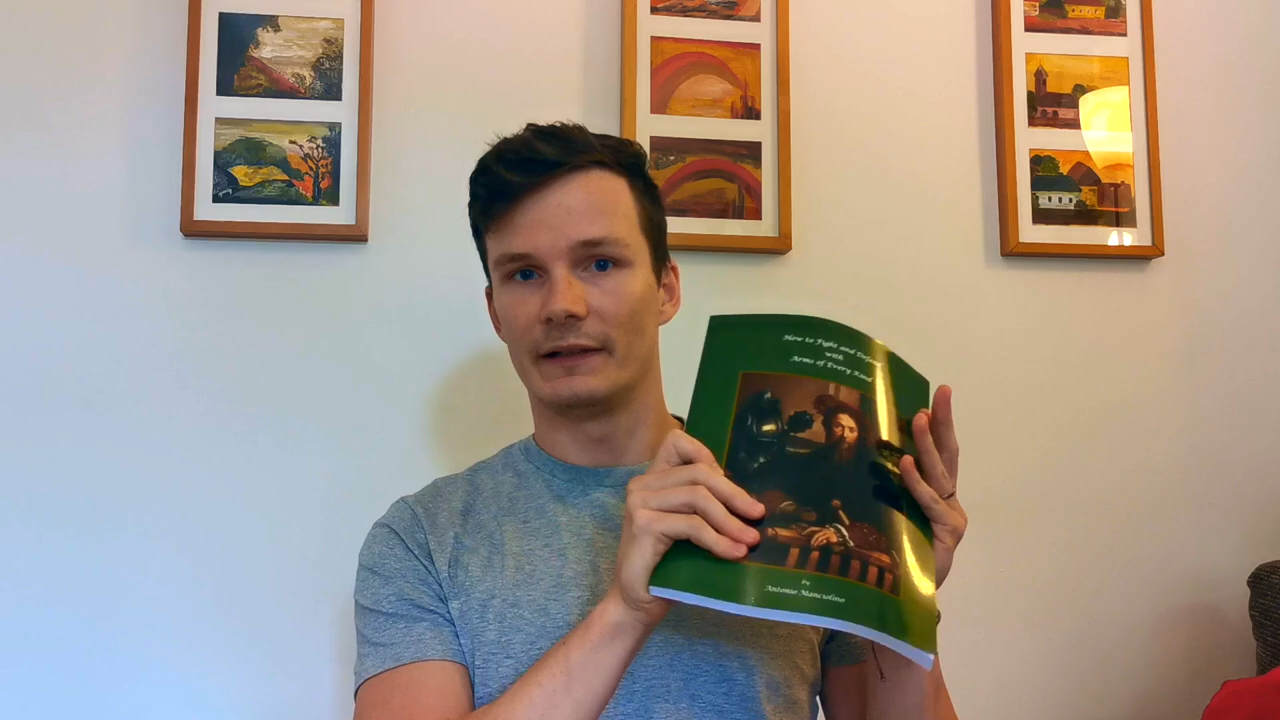 How to Fight and Defend
with
Arms of Every Kind
by
Antonio Manciolino